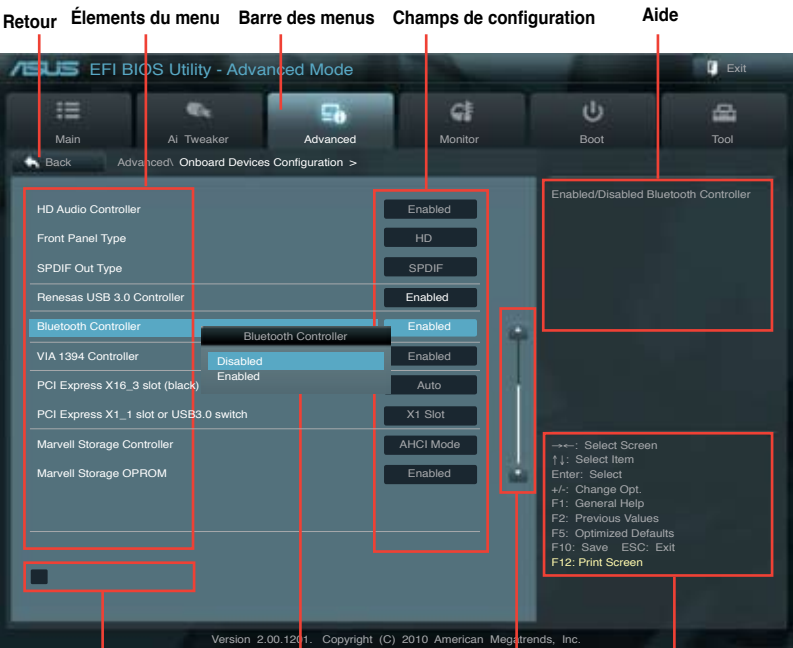 Retour Élements du menu Barre des menus Champs de configuration Aide
ASUS EFI BIOS Utility - Advanced Mode Exit
Main Ai Tweaker Advanced Monitor Boot Tool
Back Advanced\ Onboard Devices Configuration >
Enabled/Disabled Bluetooth Controller
HD Audio Controller Enabled
Front Panel Type HD
SPDIF Out Type SPDIF
Renesas USB 3.0 Controller Enabled
Bluetooth Controller Enabled
Bluetooth Controller
Disabled
Enabled
VIA 1394 Controller Enabled
PCI Express X16_3 slot (black) Auto
PCI Express X1_1 slot or USB3.0 switch X1 Slot
Marvell Storage Controller AHCI Mode
Marvell Storage OPROM Enabled
→←: Select Screen
↑↓: Select Item
Enter: Select
+/-: Change Opt.
F1: General Help
F2: Previous Values
F5: Optimized Defaults
F10: Save ESC: Exit
F12: Print Screen
Version 2.00.1201. Copyright (C) 2010 American Megatrends, Inc.